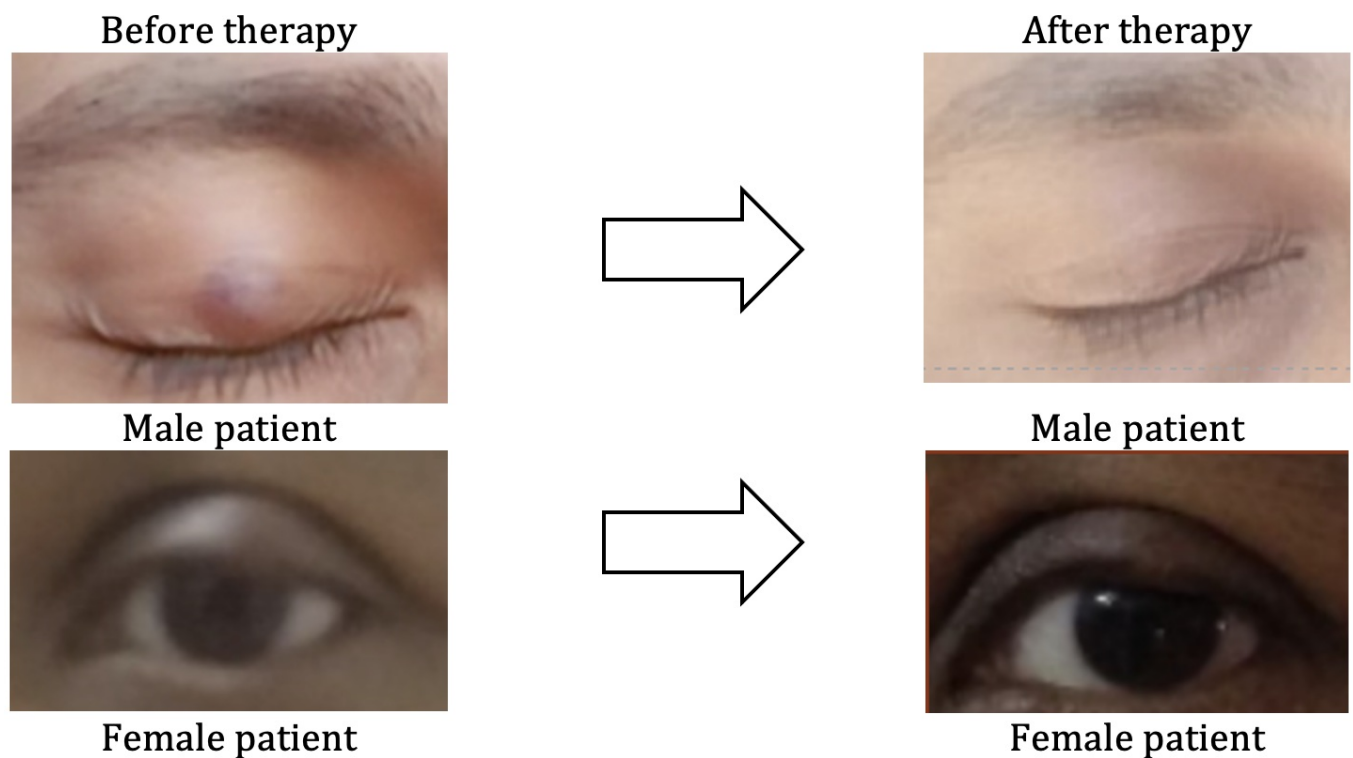 Before therapy
After therapy
Male patient
Male patient
Female patient
Female patient